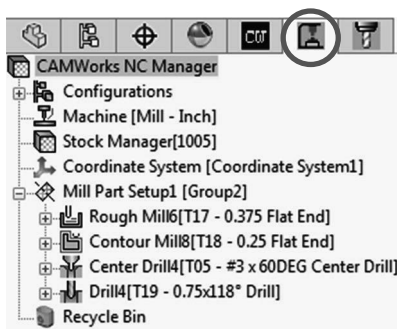 CW
CAMWorks NC Manager
Configurations
Machine [Mill - Inch]
Stock Manager[1005]
Coordinate System [Coordinate System1]
Mill Part Setup1 [Group2]
Rough Mill6[T17 - 0.375 Flat End]
Contour Mill8[T18 - 0.25 Flat End]
Center Drill4[T05 - #3 x 60DEG Center Drill]
Drill4[T19 - 0.75x118° Drill]
Recycle Bin